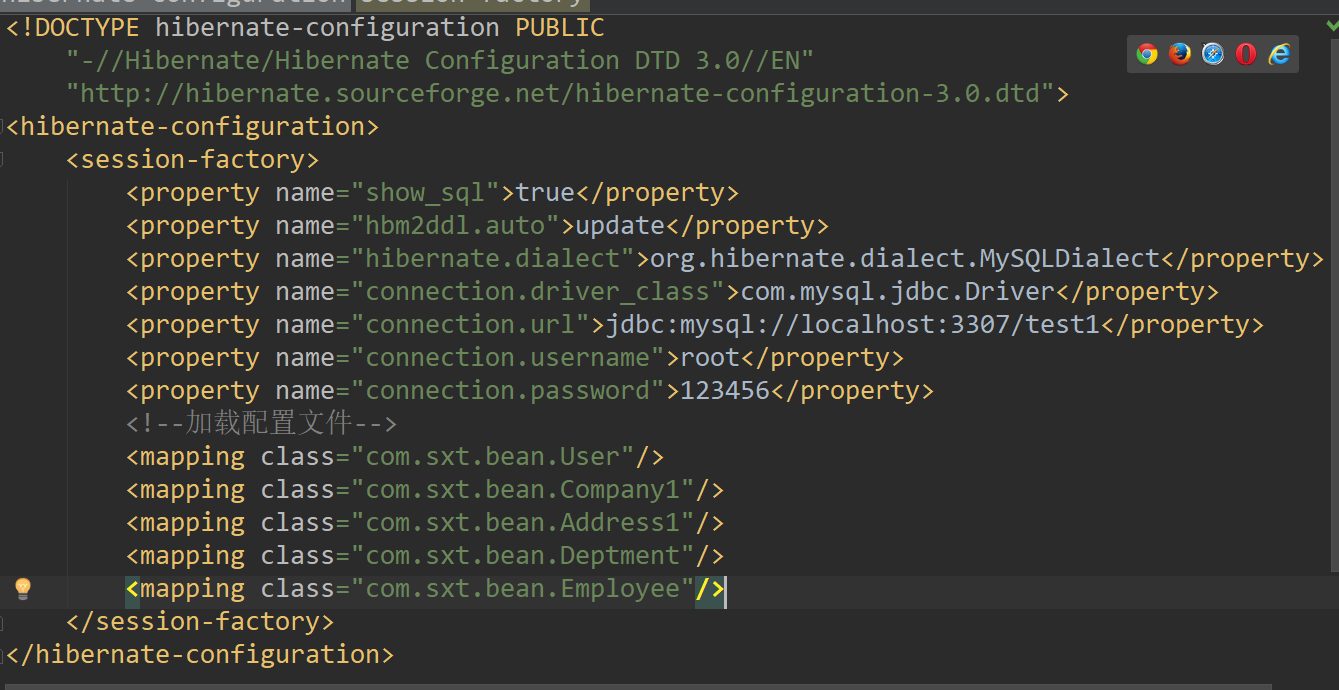 <!DOCTYPE hibernate-configuration PUBLIC
"-//Hibernate/Hibernate Configuration DTD 3.0//EN"
"http://hibernate.sourceforge.net/hibernate-configuration-3.0.dtd">
<hibernate-configuration>
<session-factory>
<property name="show_sql">true</property>
<property name="hbm2ddl.auto">update</property>
<property name="hibernate.dialect">org.hibernate.dialect.MySQLDialect</property>
<property name="connection.driver_class">com.mysql.jdbc.Driver</property>
<property name="connection.url">jdbc:mysql://localhost:3307/test1</property>
<property name="connection.username">root</property>
<property name="connection.password">123456</property>
<!--加载配置文件-->
<mapping class="com.sxt.bean.User"/>
<mapping class="com.sxt.bean.Company1"/>
<mapping class="com.sxt.bean.Address1"/>
<mapping class="com.sxt.bean.Deptment"/>
<mapping class="com.sxt.bean.Employee"/>
</session-factory>
</hibernate-configuration>